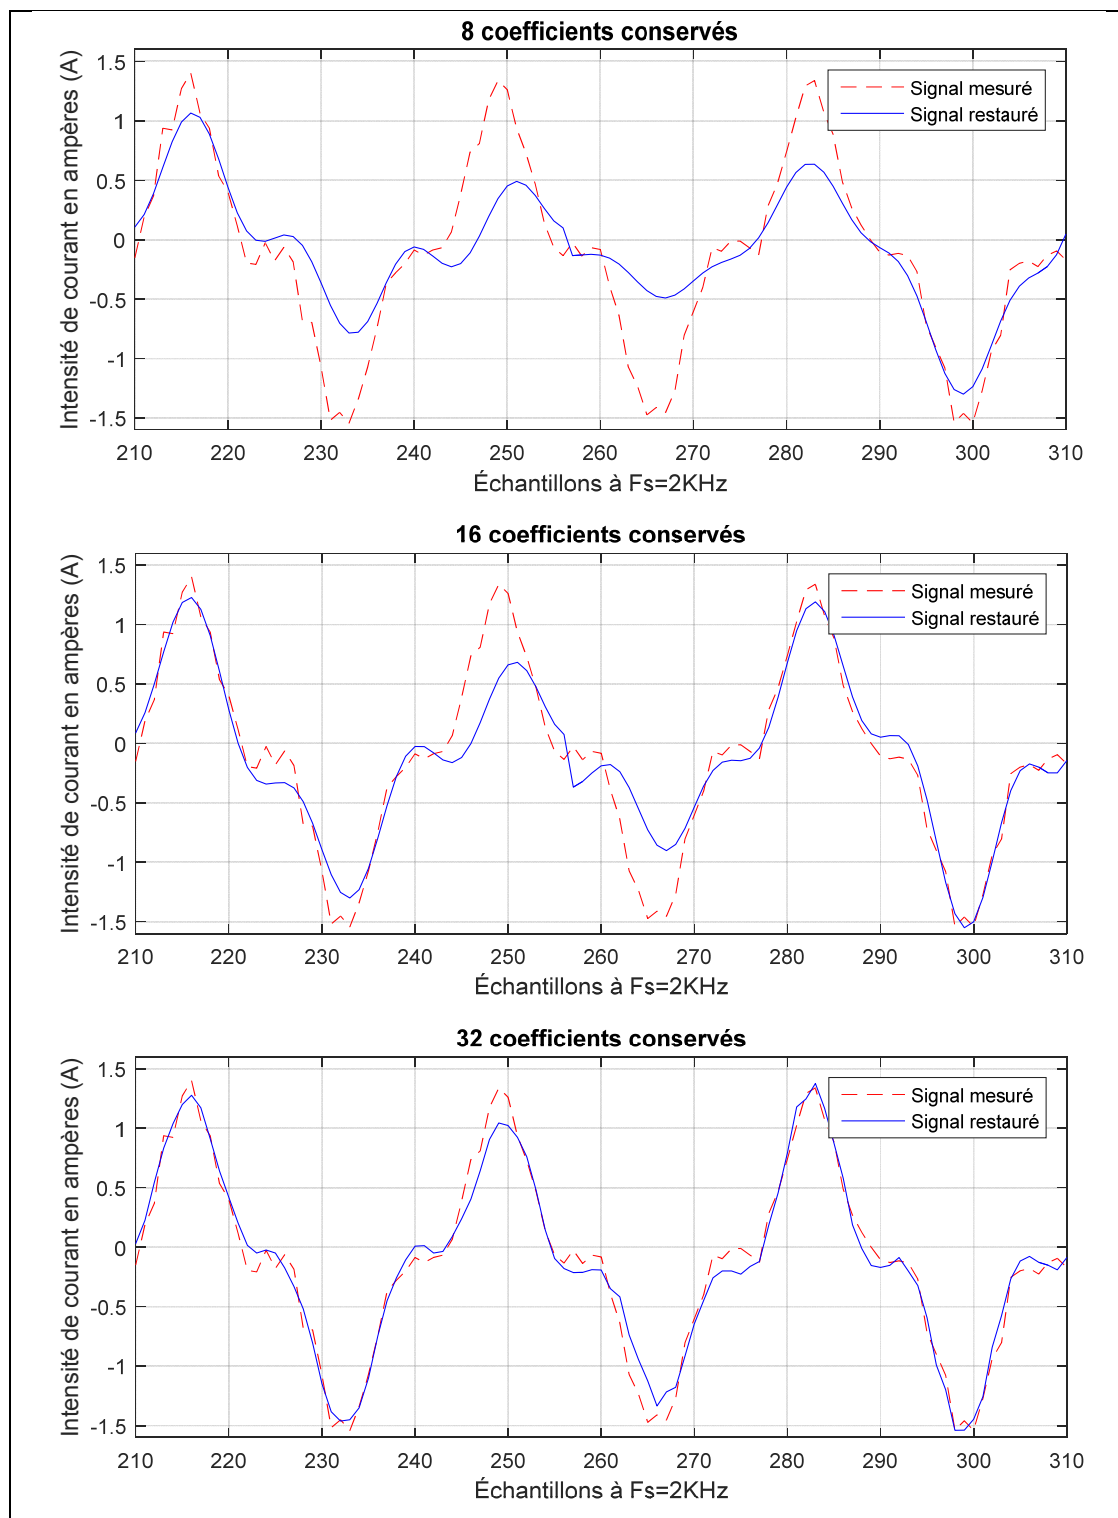 8 coefficients conservés
Intensité de courant en ampères (A)
1.5
1
0.5
0
-0.5
-1
-1.5
Signal mesuré
Signal restauré
210 220 230 240 250 260 270 280 290 300 310
Échantillons à Fs=2KHz
16 coefficients conservés
Intensité de courant en ampères (A)
1.5
1
0.5
0
-0.5
-1
-1.5
Signal mesuré
Signal restauré
210 220 230 240 250 260 270 280 290 300 310
Échantillons à Fs=2KHz
32 coefficients conservés
Intensité de courant en ampères (A)
1.5
1
0.5
0
-0.5
-1
-1.5
Signal mesuré
Signal restauré
210 220 230 240 250 260 270 280 290 300 310
Échantillons à Fs=2KHz